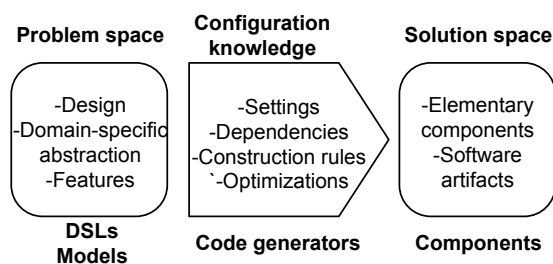 Problem space
-Design
-Domain-specific
abstraction
-Features
DSLs
Models
Configuration
knowledge
-Settings
-Dependencies
-Construction rules
`-Optimizations
Code generators
Solution space
-Elementary
components
-Software
artifacts
Components